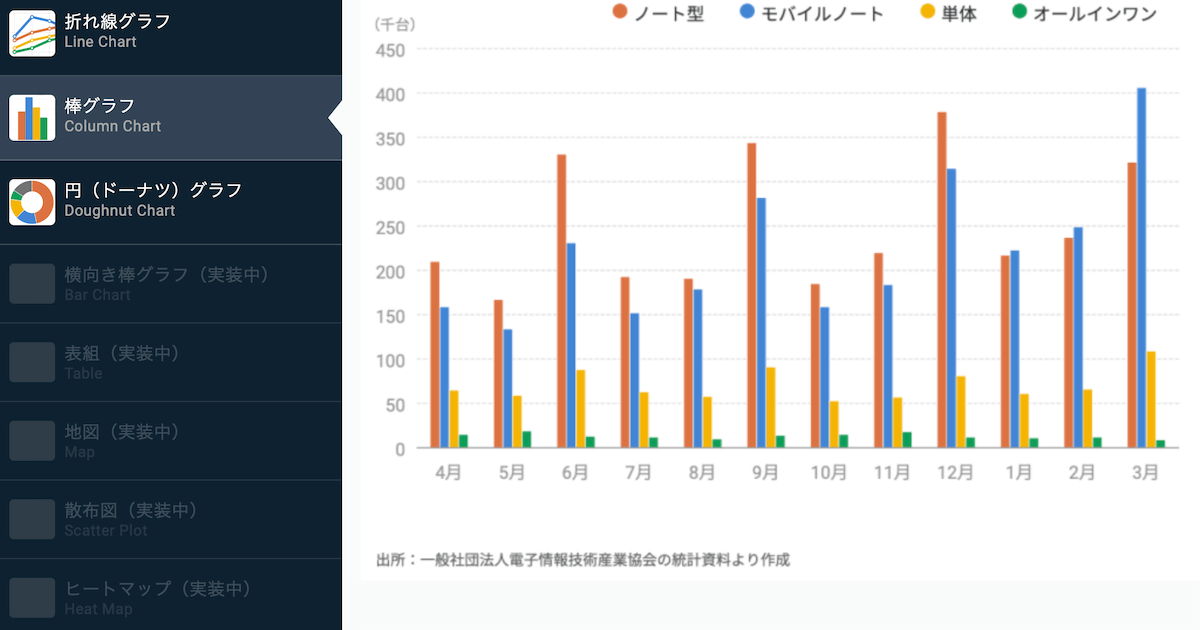 折れ線グラフ
Line Chart
棒グラフ
Column Chart
円（ドーナツ）グラフ
Doughnut Chart
横向き棒グラフ（実装中）
Bar Chart
表組（実装中）
Table
地図（実装中）
Map
散布図（実装中）
Scatter Plot
ヒートマップ（実装中）
Heat Map
ノート型 モバイルノート 単体 オールインワン
（千台）
450
400
350
300
250
200
150
100
50
0
4月 5月 6月 7月 8月 9月 10月 11月 12月 1月 2月 3月
出所：一般社団法人電子情報技術産業協会の統計資料より作成